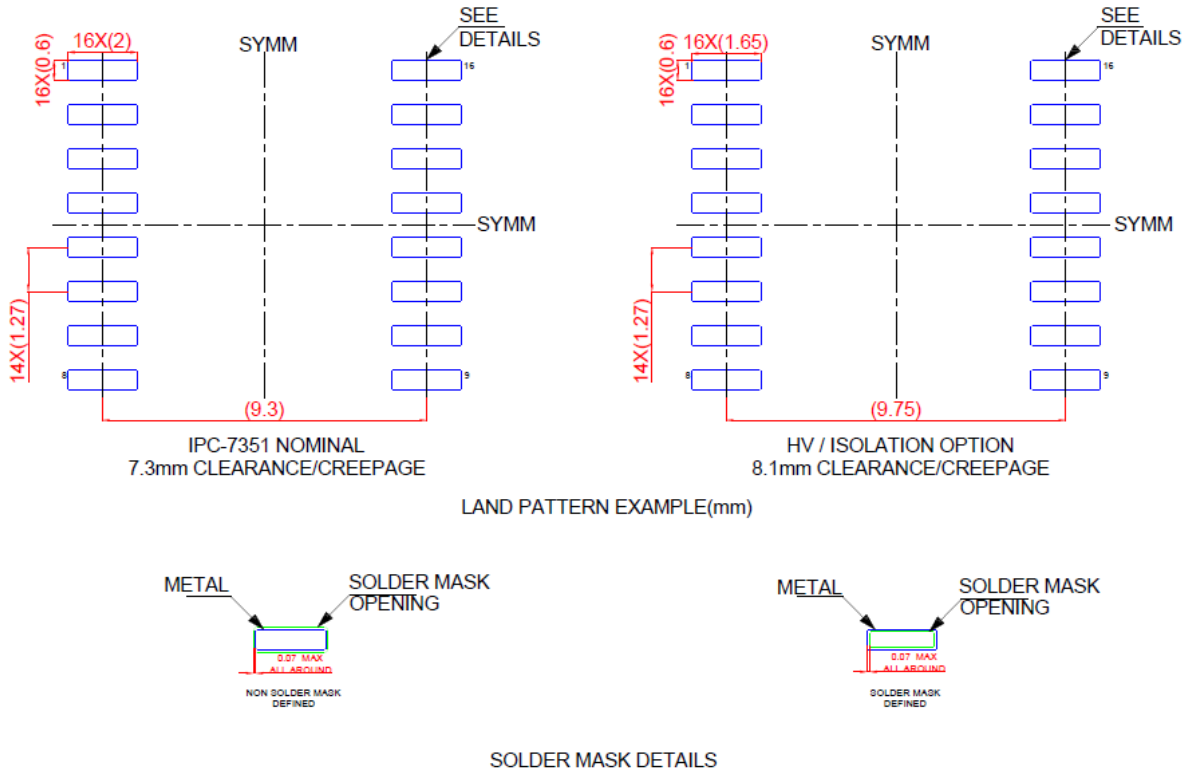 SEE
DETAILS
SYMM
16X(2)
16X(0.6)
1
16
SYMM
14X(1.27)
8
9
(9.3)
IPC-7351 NOMINAL
7.3mm CLEARANCE/CREEPAGE
SEE
DETAILS
SYMM
16X(1.65)
16X(0.6)
1
16
SYMM
14X(1.27)
8
9
(9.75)
HV / ISOLATION OPTION
8.1mm CLEARANCE/CREEPAGE
LAND PATTERN EXAMPLE(mm)
METAL
SOLDER MASK
OPENING
0.07 MAX
ALL AROUND
NON SOLDER MASK
DEFINED
METAL
SOLDER MASK
OPENING
0.07 MAX
ALL AROUND
SOLDER MASK
DEFINED
SOLDER MASK DETAILS